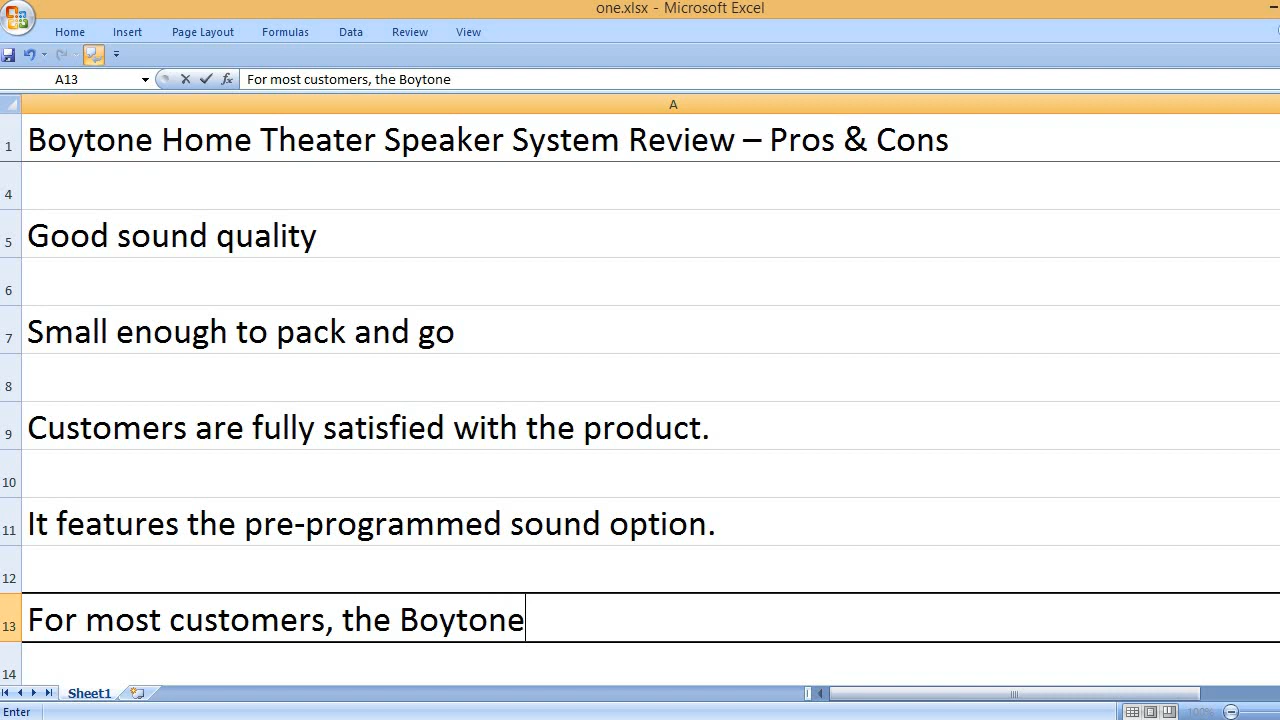 one.xlsx - Microsoft Excel
Home Insert Page Layout Formulas Data Review View
A13 fx For most customers, the Boytone
A
1 Boytone Home Theater Speaker System Review – Pros & Cons
4
5 Good sound quality
6
7 Small enough to pack and go
8
9 Customers are fully satisfied with the product.
10
11 It features the pre-programmed sound option.
12
13 For most customers, the Boytone
14
Sheet1
Enter 100%